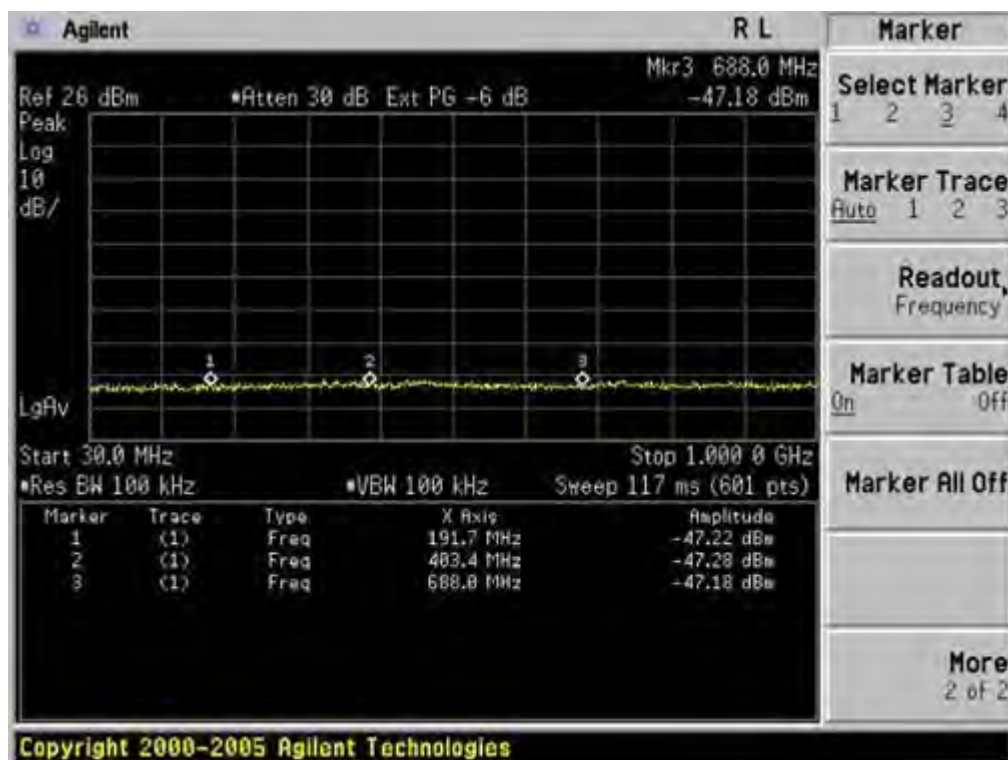 Agilent R L
Mkr3 688.0 MHz
Ref 26 dBm *Atten 30 dB Ext PG -6 dB -47.18 dBm
Peak
Log
10
dB/
1 2 3
LgAv
Start 30.0 MHz Stop 1.000 0 GHz
*Res BW 100 kHz *VBW 100 kHz Sweep 117 ms (601 pts)
Marker Trace Type X Axis Amplitude
1 (1) Freq 191.7 MHz -47.22 dBm
2 (1) Freq 403.4 MHz -47.28 dBm
3 (1) Freq 688.0 MHz -47.18 dBm
Copyright 2000-2005 Agilent Technologies
Marker
Select Marker
1 2 3 4
Marker Trace
Auto 1 2 3
Readout
Frequency
Marker Table
On Off
Marker All Off
More
2 of 2